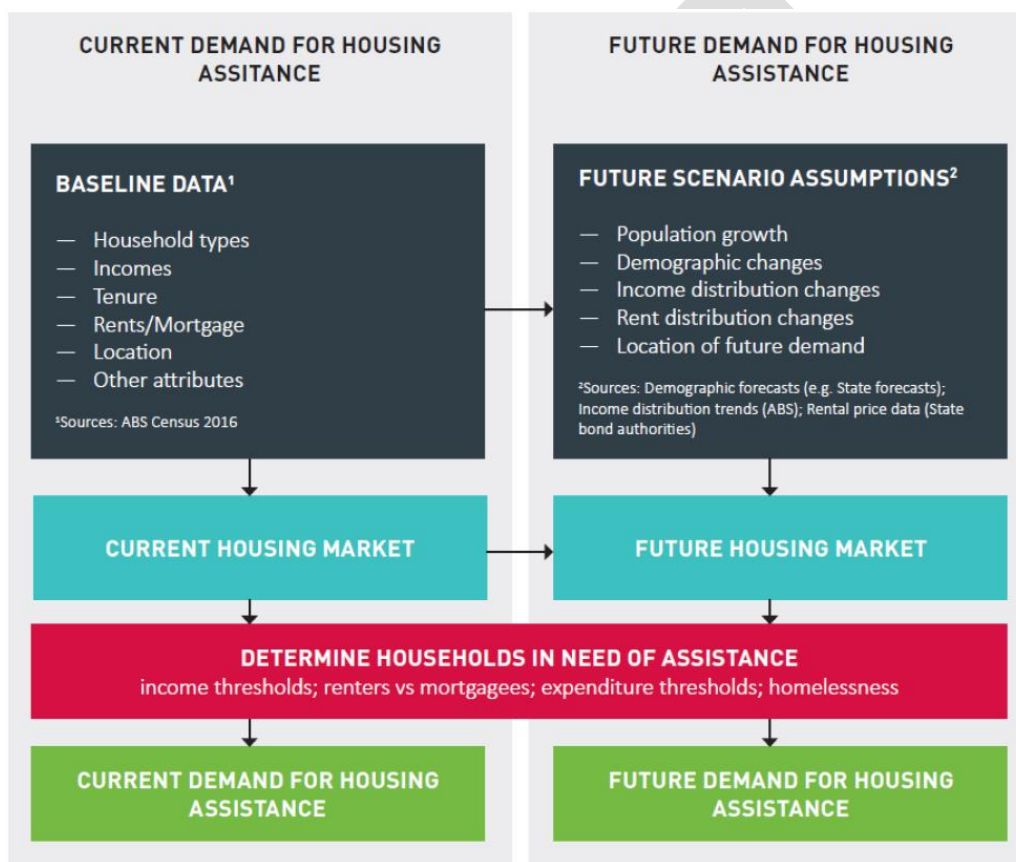 CURRENT DEMAND FOR HOUSING
ASSITANCE
BASELINE DATA¹
— Household types
— Incomes
— Tenure
— Rents/Mortgage
— Location
— Other attributes
¹Sources: ABS Census 2016
FUTURE DEMAND FOR HOUSING
ASSISTANCE
FUTURE SCENARIO ASSUMPTIONS²
— Population growth
— Demographic changes
— Income distribution changes
— Rent distribution changes
— Location of future demand
²Sources: Demographic forecasts (e.g. State forecasts);
Income distribution trends (ABS); Rental price data (State
bond authorities)
CURRENT HOUSING MARKET
FUTURE HOUSING MARKET
DETERMINE HOUSEHOLDS IN NEED OF ASSISTANCE
income thresholds; renters vs mortgagees; expenditure thresholds; homelessness
CURRENT DEMAND FOR HOUSING
ASSISTANCE
FUTURE DEMAND FOR HOUSING
ASSISTANCE